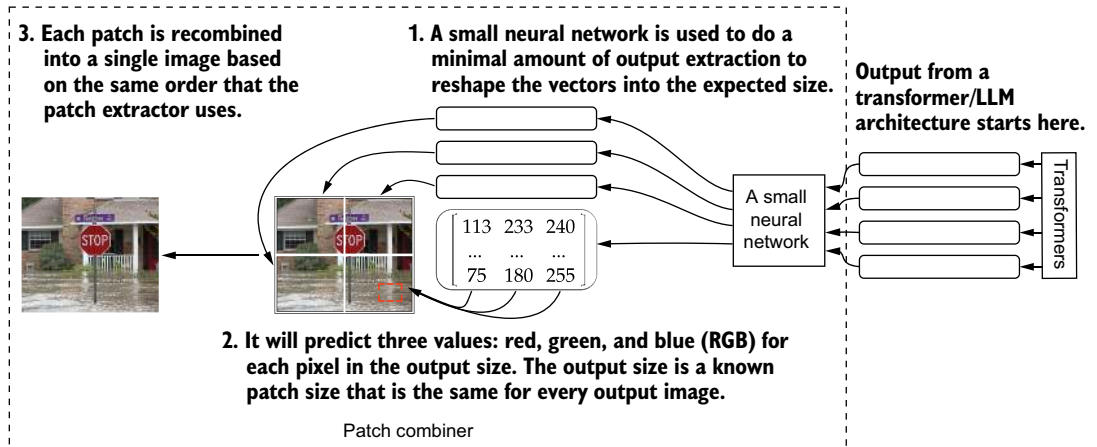 3. Each patch is recombined
into a single image based
on the same order that the
patch extractor uses.
1. A small neural network is used to do a
minimal amount of output extraction to
reshape the vectors into the expected size.
Output from a
transformer/LLM
architecture starts here.
Transformers
A small
neural
network
STOP
STOP
113 233 240
... ... ...
75 180 255
2. It will predict three values: red, green, and blue (RGB) for
each pixel in the output size. The output size is a known
patch size that is the same for every output image.
Patch combiner